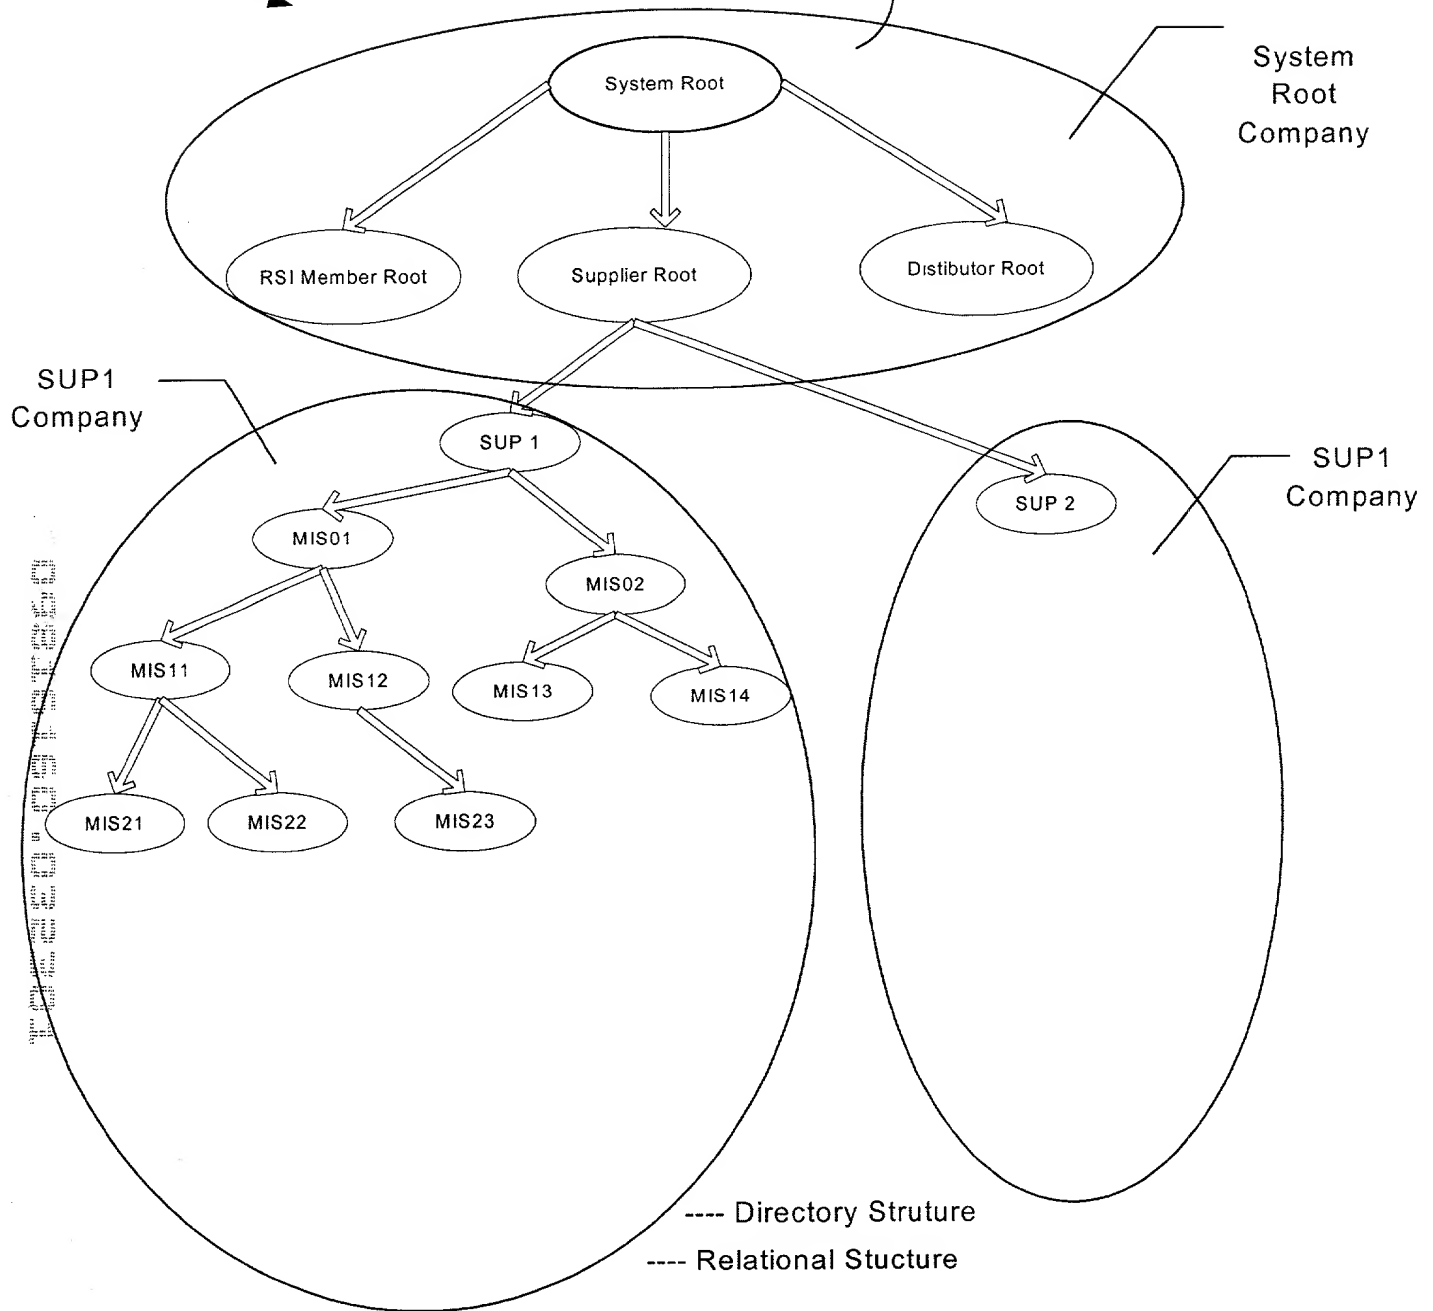 System Root
System
Root
Company
RSI Member Root
Supplier Root
Distibutor Root
SUP1
Company
SUP 1
SUP1
Company
SUP 2
MIS01
MIS02
MIS11
MIS12
MIS13
MIS14
MIS21
MIS22
MIS23
---- Directory Struture
---- Relational Stucture